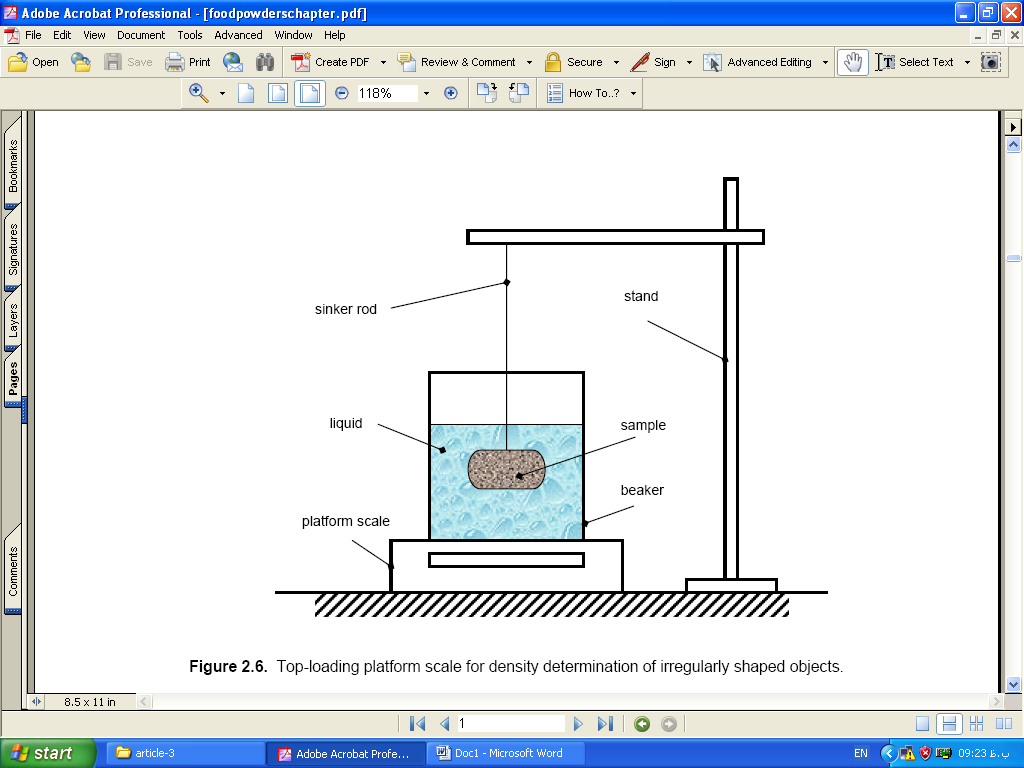 Adobe Acrobat Professional - [foodpowderschapter.pdf]
File Edit View Document Tools Advanced Window Help
Open Save Print Create PDF Review & Comment Secure Sign Advanced Editing Select Text
118% How To..?
Bookmarks
Signatures
Layers
Pages
Comments
sinker rod
stand
liquid
sample
beaker
platform scale
Figure 2.6. Top-loading platform scale for density determination of irregularly shaped objects.
8.5 x 11 in
1
start article-3 Adobe Acrobat Profe... Doc1 - Microsoft Word EN 09:23 ب.ظ